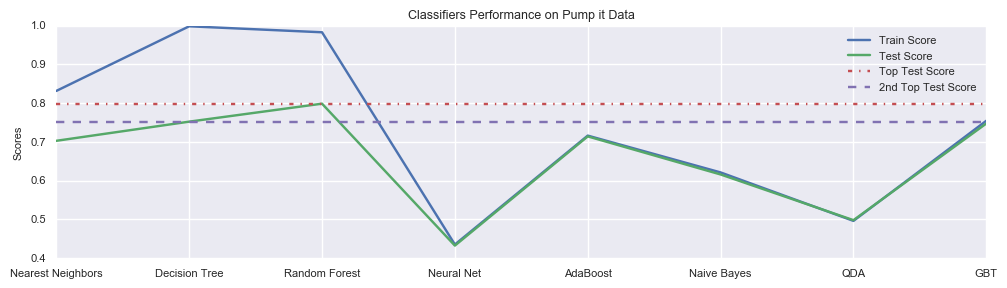 Classifiers Performance on Pump it Data
Scores
1.0
0.9
0.8
0.7
0.6
0.5
0.4
Train Score
Test Score
Top Test Score
2nd Top Test Score
Nearest Neighbors
Decision Tree
Random Forest
Neural Net
AdaBoost
Naive Bayes
QDA
GBT